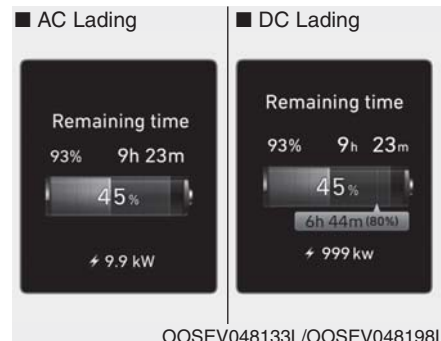 ■ AC Lading
Remaining time
93% 9h 23m
45%
⚡ 9.9 kW
■ DC Lading
Remaining time
93% 9h 23m
45%
6h 44m (80%)
⚡ 999 kw
OOSEV048133L/OOSEV048198L